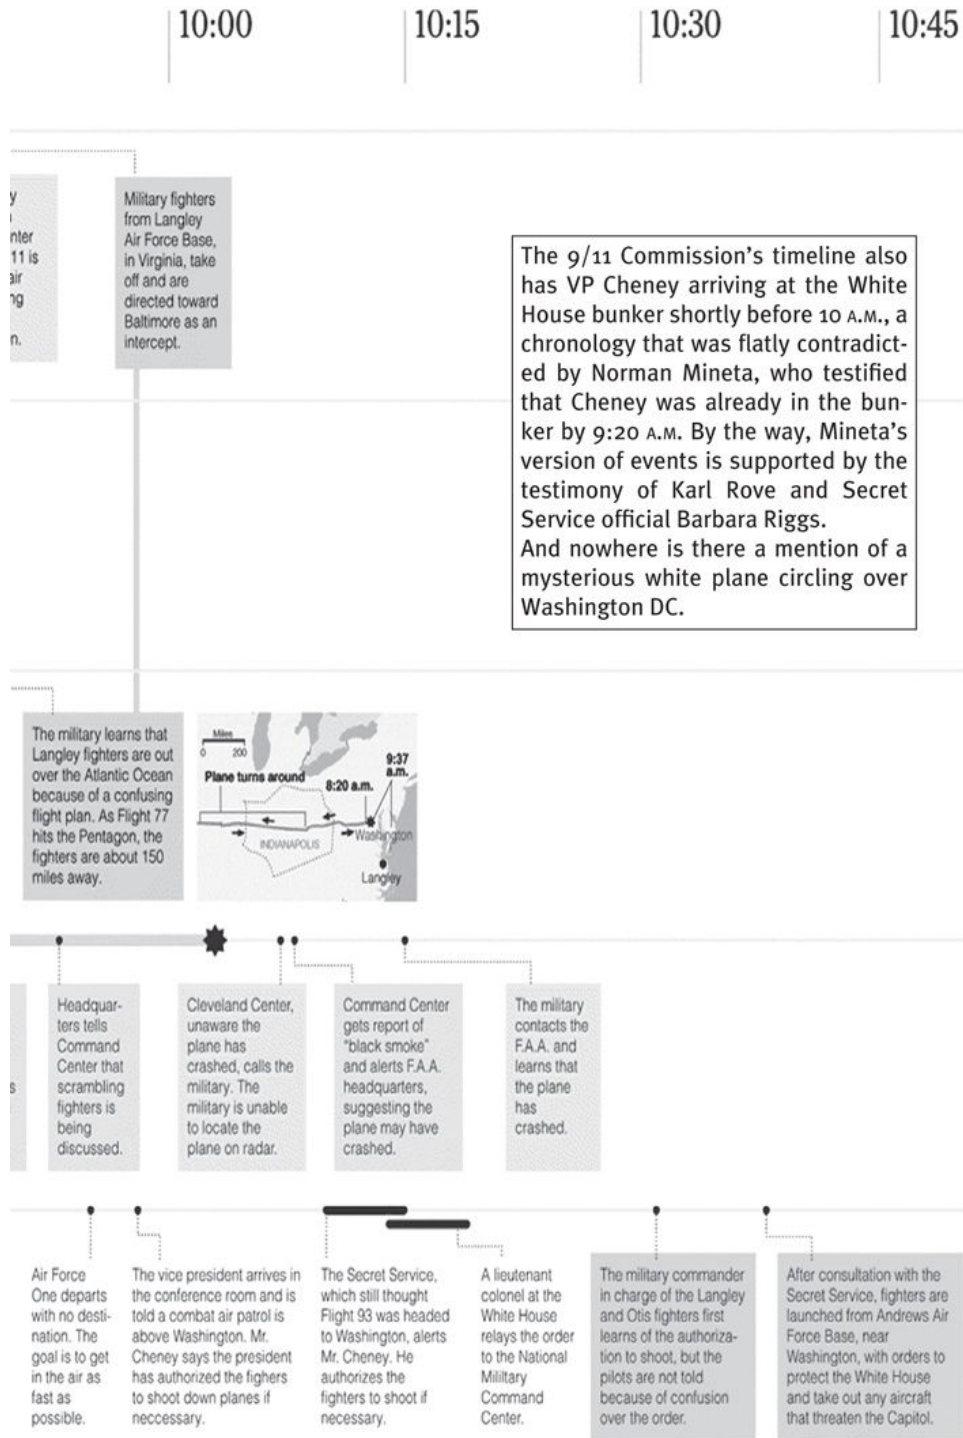 10:00
10:15
10:30
10:45
y
nter
11 is
air
ng
n.
Military fighters
from Langley
Air Force Base,
in Virginia, take
off and are
directed toward
Baltimore as an
intercept.
The 9/11 Commission’s timeline also
has VP Cheney arriving at the White
House bunker shortly before 10 A.M., a
chronology that was flatly contradict-
ed by Norman Mineta, who testified
that Cheney was already in the bun-
ker by 9:20 A.M. By the way, Mineta’s
version of events is supported by the
testimony of Karl Rove and Secret
Service official Barbara Riggs.
And nowhere is there a mention of a
mysterious white plane circling over
Washington DC.
The military learns that
Langley fighters are out
over the Atlantic Ocean
because of a confusing
flight plan. As Flight 77
hits the Pentagon, the
fighters are about 150
miles away.
Miles
0 200
Plane turns around
8:20 a.m.
9:37
a.m.
INDIANAPOLIS
Washington
Langley
s
Headquar-
ters tells
Command
Center that
scrambling
fighters is
being
discussed.
Cleveland Center,
unaware the
plane has
crashed, calls the
military. The
military is unable
to locate the
plane on radar.
Command Center
gets report of
“black smoke”
and alerts F.A.A.
headquarters,
suggesting the
plane may have
crashed.
The military
contacts the
F.A.A. and
learns that
the plane
has
crashed.
Air Force
One departs
with no desti-
nation. The
goal is to get
in the air as
fast as
possible.
The vice president arrives in
the conference room and is
told a combat air patrol is
above Washington. Mr.
Cheney says the president
has authorized the fighers
to shoot down planes if
neccessary.
The Secret Service,
which still thought
Flight 93 was headed
to Washington, alerts
Mr. Cheney. He
authorizes the
fighters to shoot if
necessary.
A lieutenant
colonel at the
White House
relays the order
to the National
Military
Command
Center.
The military commander
in charge of the Langley
and Otis fighters first
learns of the authoriza-
tion to shoot, but the
pilots are not told
because of confusion
over the order.
After consultation with the
Secret Service, fighters are
launched from Andrews Air
Force Base, near
Washington, with orders to
protect the White House
and take out any aircraft
that threaten the Capitol.